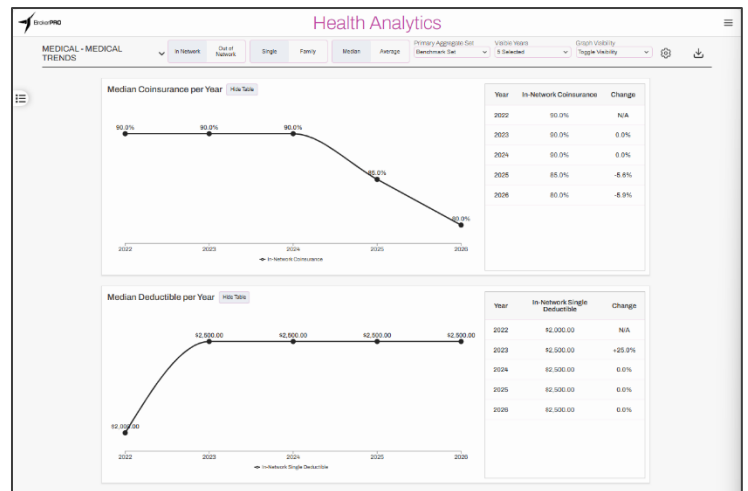 BrokerPRO
Health Analytics
MEDICAL - MEDICAL TRENDS
In Network
Out of Network
Single
Family
Median
Average
Primary Aggregate Set
Benchmark Set
Visible Years
5 Selected
Graph Visibility
Toggle Visibility
Median Coinsurance per Year
Hide Table
90.0%
90.0%
90.0%
85.0%
80.0%
2022
2023
2024
2025
2026
In-Network Coinsurance
Year In-Network Coinsurance Change
2022 90.0% N/A
2023 90.0% 0.0%
2024 90.0% 0.0%
2025 85.0% -5.6%
2026 80.0% -5.9%
Median Deductible per Year
Hide Table
$2,000.00
$2,500.00
$2,500.00
$2,500.00
$2,500.00
2022
2023
2024
2025
2026
In-Network Single Deductible
Year In-Network Single Deductible Change
2022 $2,000.00 N/A
2023 $2,500.00 +25.0%
2024 $2,500.00 0.0%
2025 $2,500.00 0.0%
2026 $2,500.00 0.0%